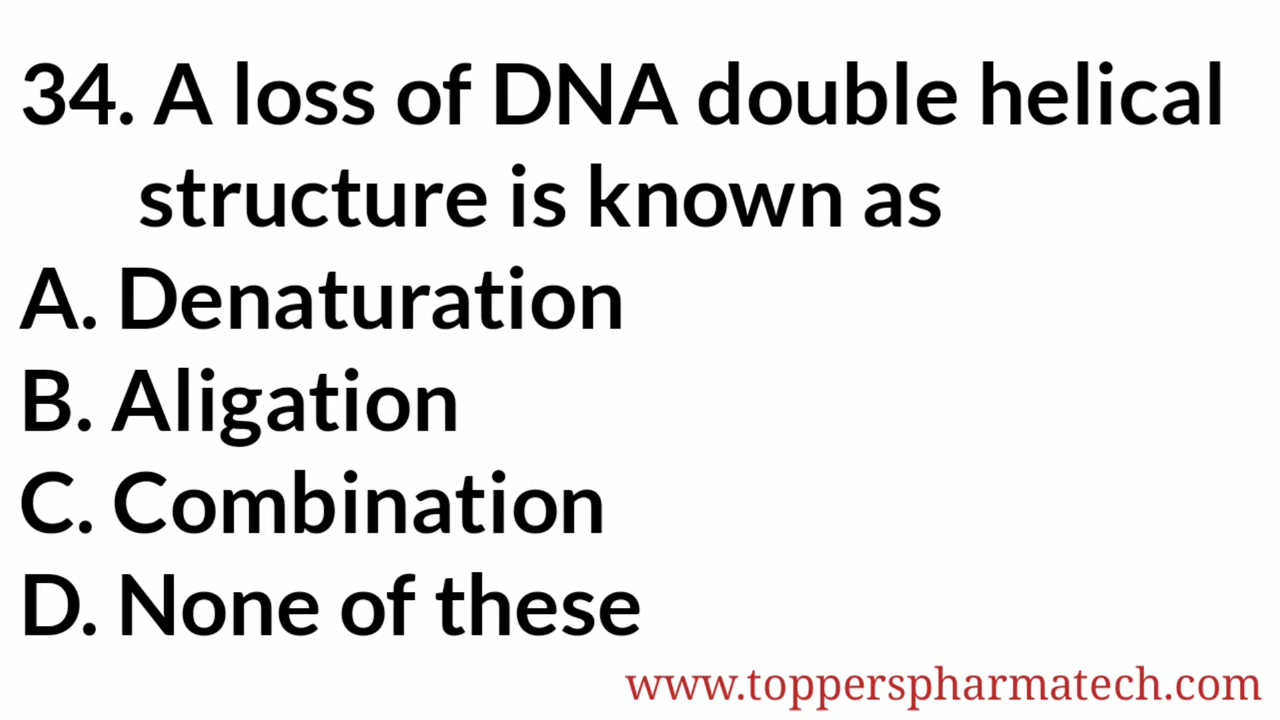 34. A loss of DNA double helical
structure is known as
A. Denaturation
B. Aligation
C. Combination
D. None of these
www.topperspharmatech.com